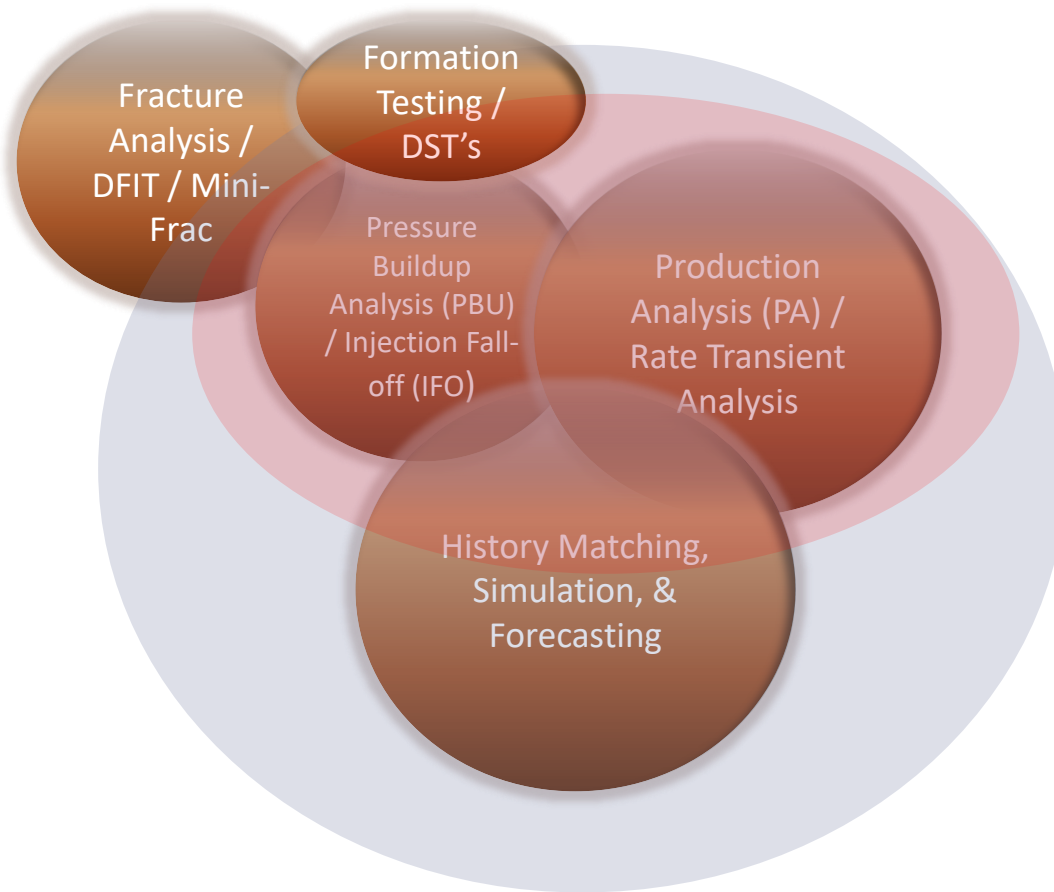 Fracture
Analysis /
DFIT / Mini-
Frac
Formation
Testing /
DST’s
Pressure
Buildup
Analysis (PBU)
/ Injection Fall-
off (IFO)
Production
Analysis (PA) /
Rate Transient
Analysis
History Matching,
Simulation, &
Forecasting